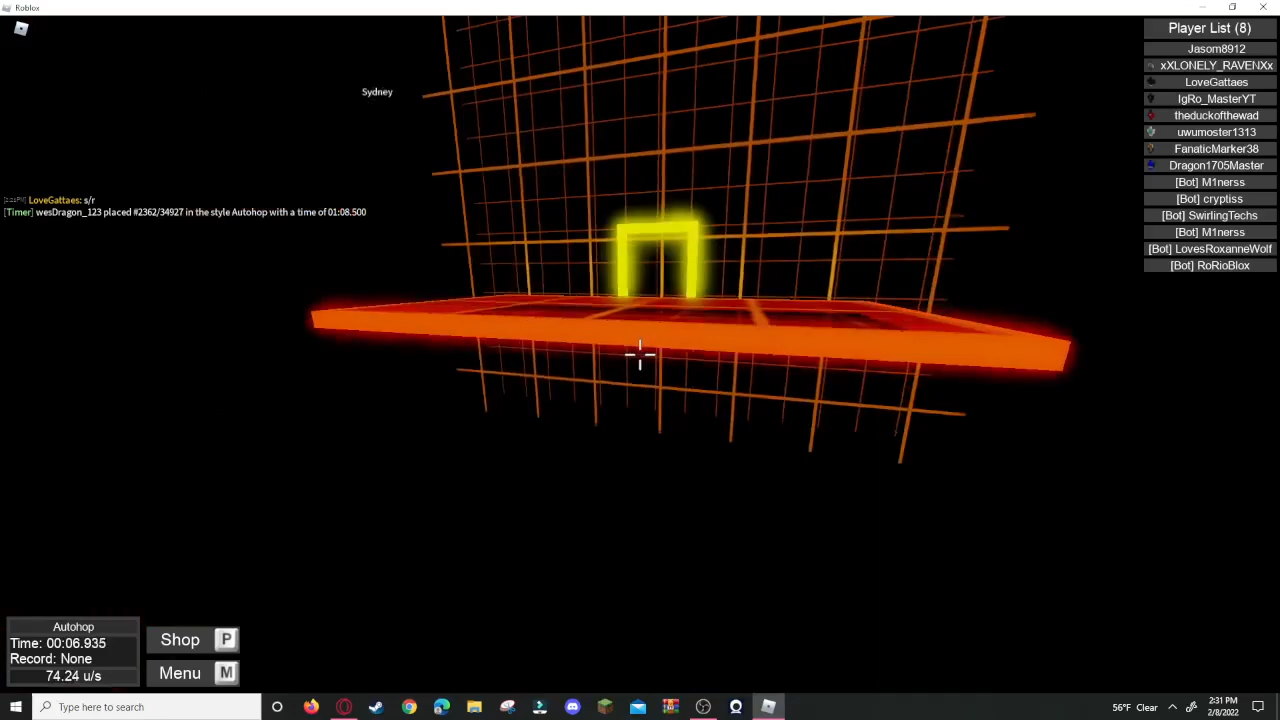 Roblox
Player List (8)
Jasom8912
xXLONELY_RAVENXx
LoveGattaes
IgRo_MasterYT
theduckofthewad
uwumoster1313
FanaticMarker38
Dragon1705Master
[Bot] M1nerss
[Bot] cryptiss
[Bot] SwirlingTechs
[Bot] M1nerss
[Bot] LovesRoxanneWolf
[Bot] RoRioBlox
Sydney
[2:21PM] LoveGattaes: s/r
[Timer] wesDragon_123 placed #2362/34927 in the style Autohop with a time of 01:08.500
Autohop
Time: 00:06.935
Record: None
74.24 u/s
Shop P
Menu M
Type here to search
56°F Clear
2:31 PM
2/8/2022